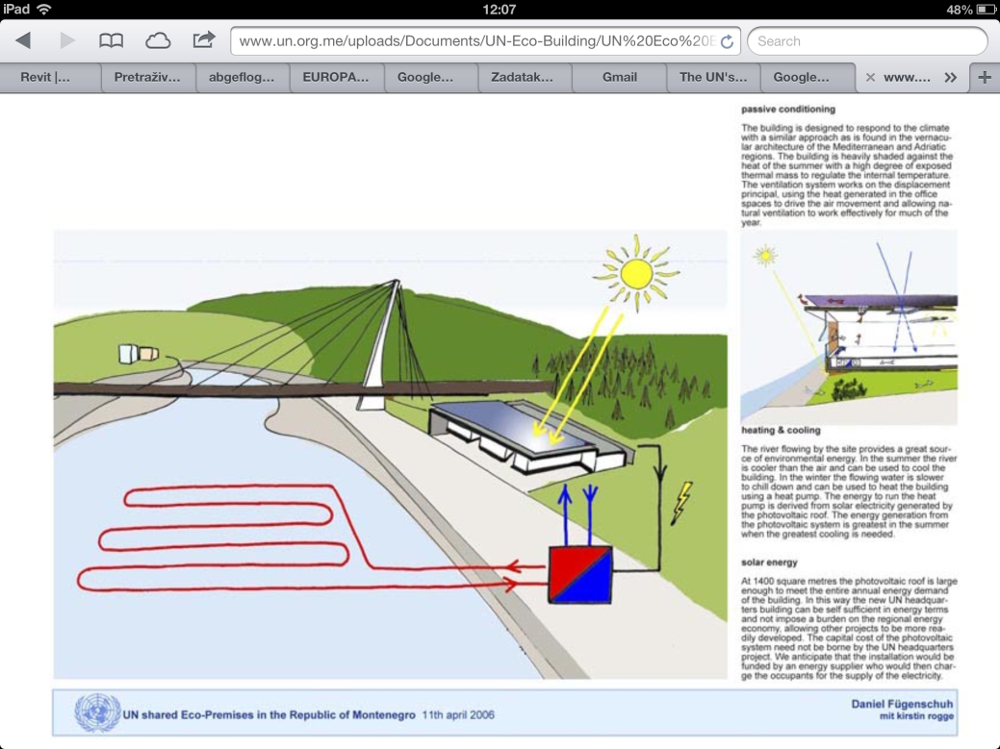 iPad 12:07 48%
www.un.org.me/uploads/Documents/UN-Eco-Building/UN%20Eco%20E Search
Revit |... Pretraživ... abgeflog... EUROPA... Google... Zadatak... Gmail The UN's... Google... www....
passive conditioning
The building is designed to respond to the climate
with a similar approach as is found in the vernacu-
lar architecture of the Mediterranean and Adriatic
regions. The building is heavily shaded against the
heat of the summer with a high degree of exposed
thermal mass to regulate the internal temperature.
The ventilation system works on the displacement
principal, using the heat generated in the office
spaces to drive the air movement and allowing na-
tural ventilation to work effectively for much of the
year.
heating & cooling
The river flowing by the site provides a great sour-
ce of environmental energy. In the summer the river
is cooler than the air and can be used to cool the
building. In the winter the flowing water is slower
to chill down and can be used to heat the building
using a heat pump. The energy to run the heat
pump is derived from solar electricity generated by
the photovoltaic roof. The energy generation from
the photovoltaic system is greatest in the summer
when the greatest cooling is needed.
solar energy
At 1400 square metres the photovoltaic roof is large
enough to meet the entire annual energy demand
of the building. In this way the new UN headquar-
ters building can be self sufficient in energy terms
and not impose a burden on the regional energy
economy, allowing other projects to be more rea-
dily developed. The capital cost of the photovoltaic
system need not be borne by the UN headquarters
project. We anticipate that the installation would be
funded by an energy supplier who would then char-
ge the occupants for the supply of the electricity.
UN shared Eco-Premises in the Republic of Montenegro 11th april 2006
Daniel Fügenschuh
mit kirstin rogge